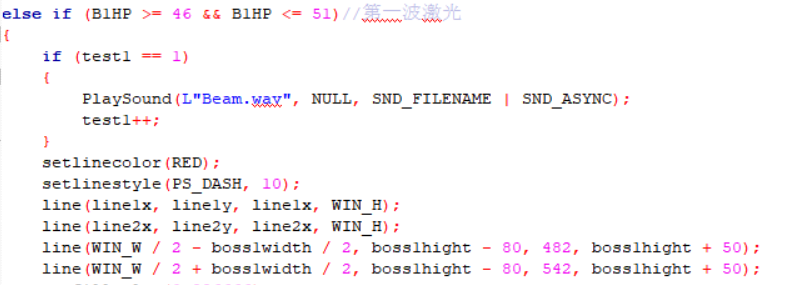 else if (B1HP >= 46 && B1HP <= 51)//第一波激光
{
if (test1 == 1)
{
PlaySound(L"Beam.wav", NULL, SND_FILENAME | SND_ASYNC);
test1++;
}
setlinecolor(RED);
setlinestyle(PS_DASH, 10);
line(line1x, line1y, line1x, WIN_H);
line(line2x, line2y, line2x, WIN_H);
line(WIN_W / 2 - boss1width / 2, boss1hight - 80, 482, boss1hight + 50);
line(WIN_W / 2 + boss1width / 2, boss1hight - 80, 542, boss1hight + 50);